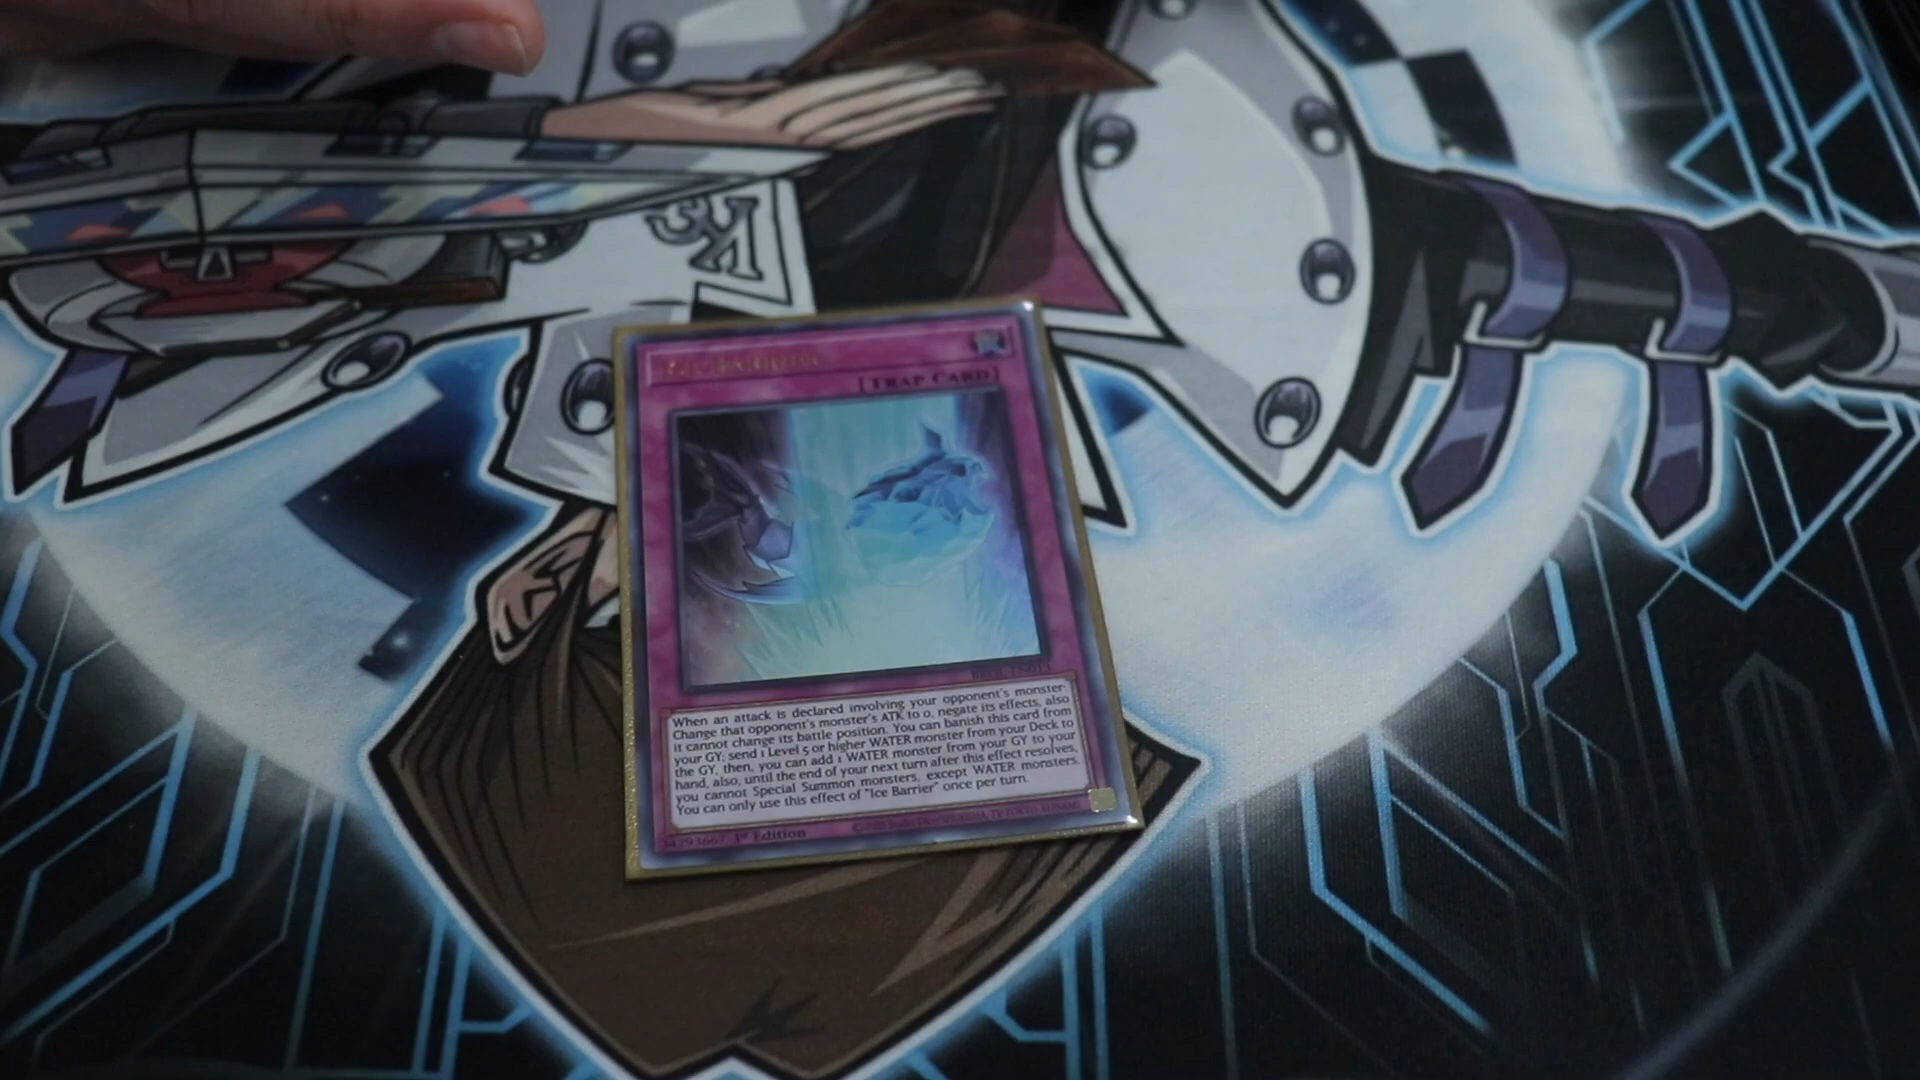 [TRAP CARD]
When an attack is declared involving your opponent's monster:
Change that opponent's monster's ATK to 0, negate its effects, also
it cannot change its battle position. You can banish this card from
your GY; send 1 Level 5 or higher WATER monster from your Deck to
the GY, then, you can add 1 WATER monster from your GY to your
hand, also, until the end of your next turn after this effect resolves,
you cannot Special Summon monsters, except WATER monsters.
You can only use this effect of "Ice Barrier" once per turn.
1st Edition